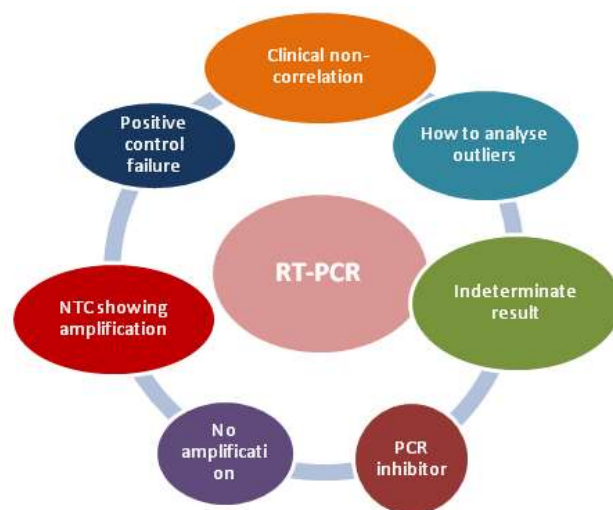 Clinical non-
correlation
How to analyse
outliers
Indeterminate
result
PCR
inhibitor
No
amplificati
on
NTC showing
amplification
Positive
control
failure
RT-PCR